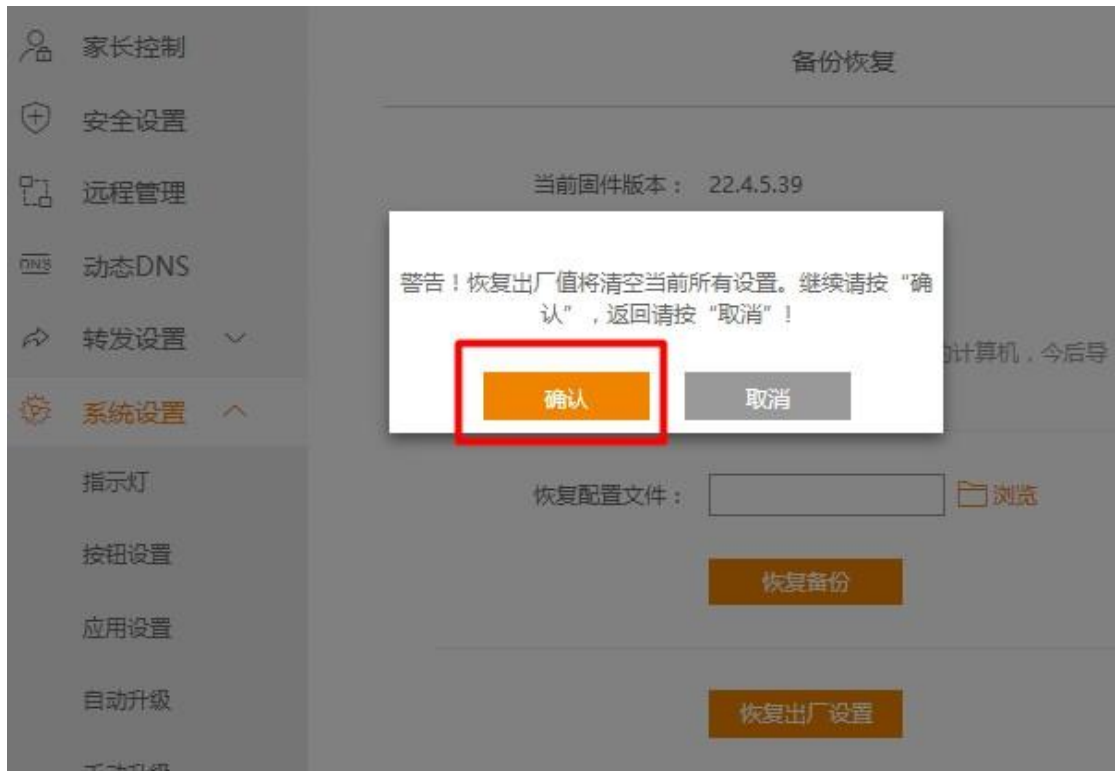 家长控制
安全设置
远程管理
DNS 动态DNS
转发设置
系统设置
指示灯
按钮设置
应用设置
自动升级
手动升级
备份恢复
当前固件版本： 22.4.5.39
警告！恢复出厂值将清空当前所有设置。继续请按“确
认”，返回请按“取消”！
确认 取消
的计算机，今后导
恢复配置文件： 浏览
恢复备份
恢复出厂设置